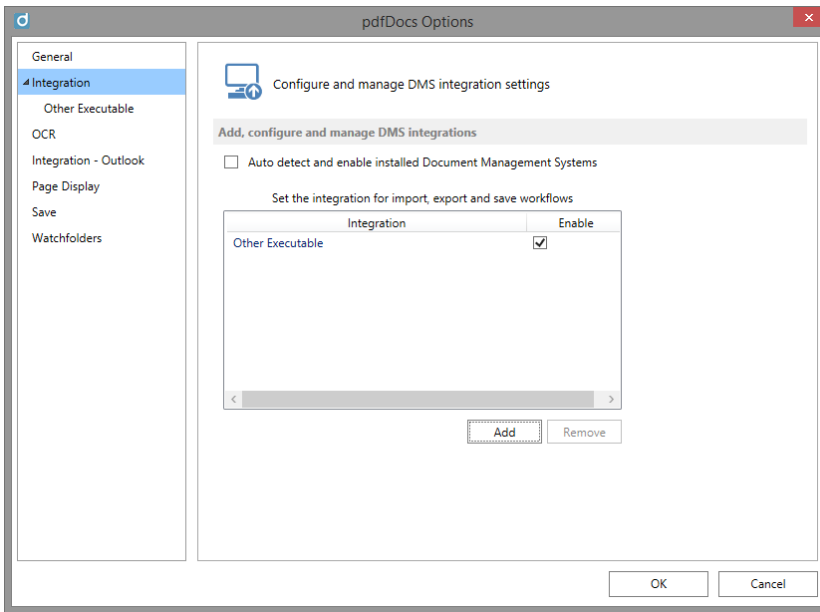 pdfDocs Options
General
Integration
Other Executable
OCR
Integration - Outlook
Page Display
Save
Watchfolders
Configure and manage DMS integration settings
Add, configure and manage DMS integrations
Auto detect and enable installed Document Management Systems
Set the integration for import, export and save workflows
Integration Enable
Other Executable
Add Remove
OK Cancel